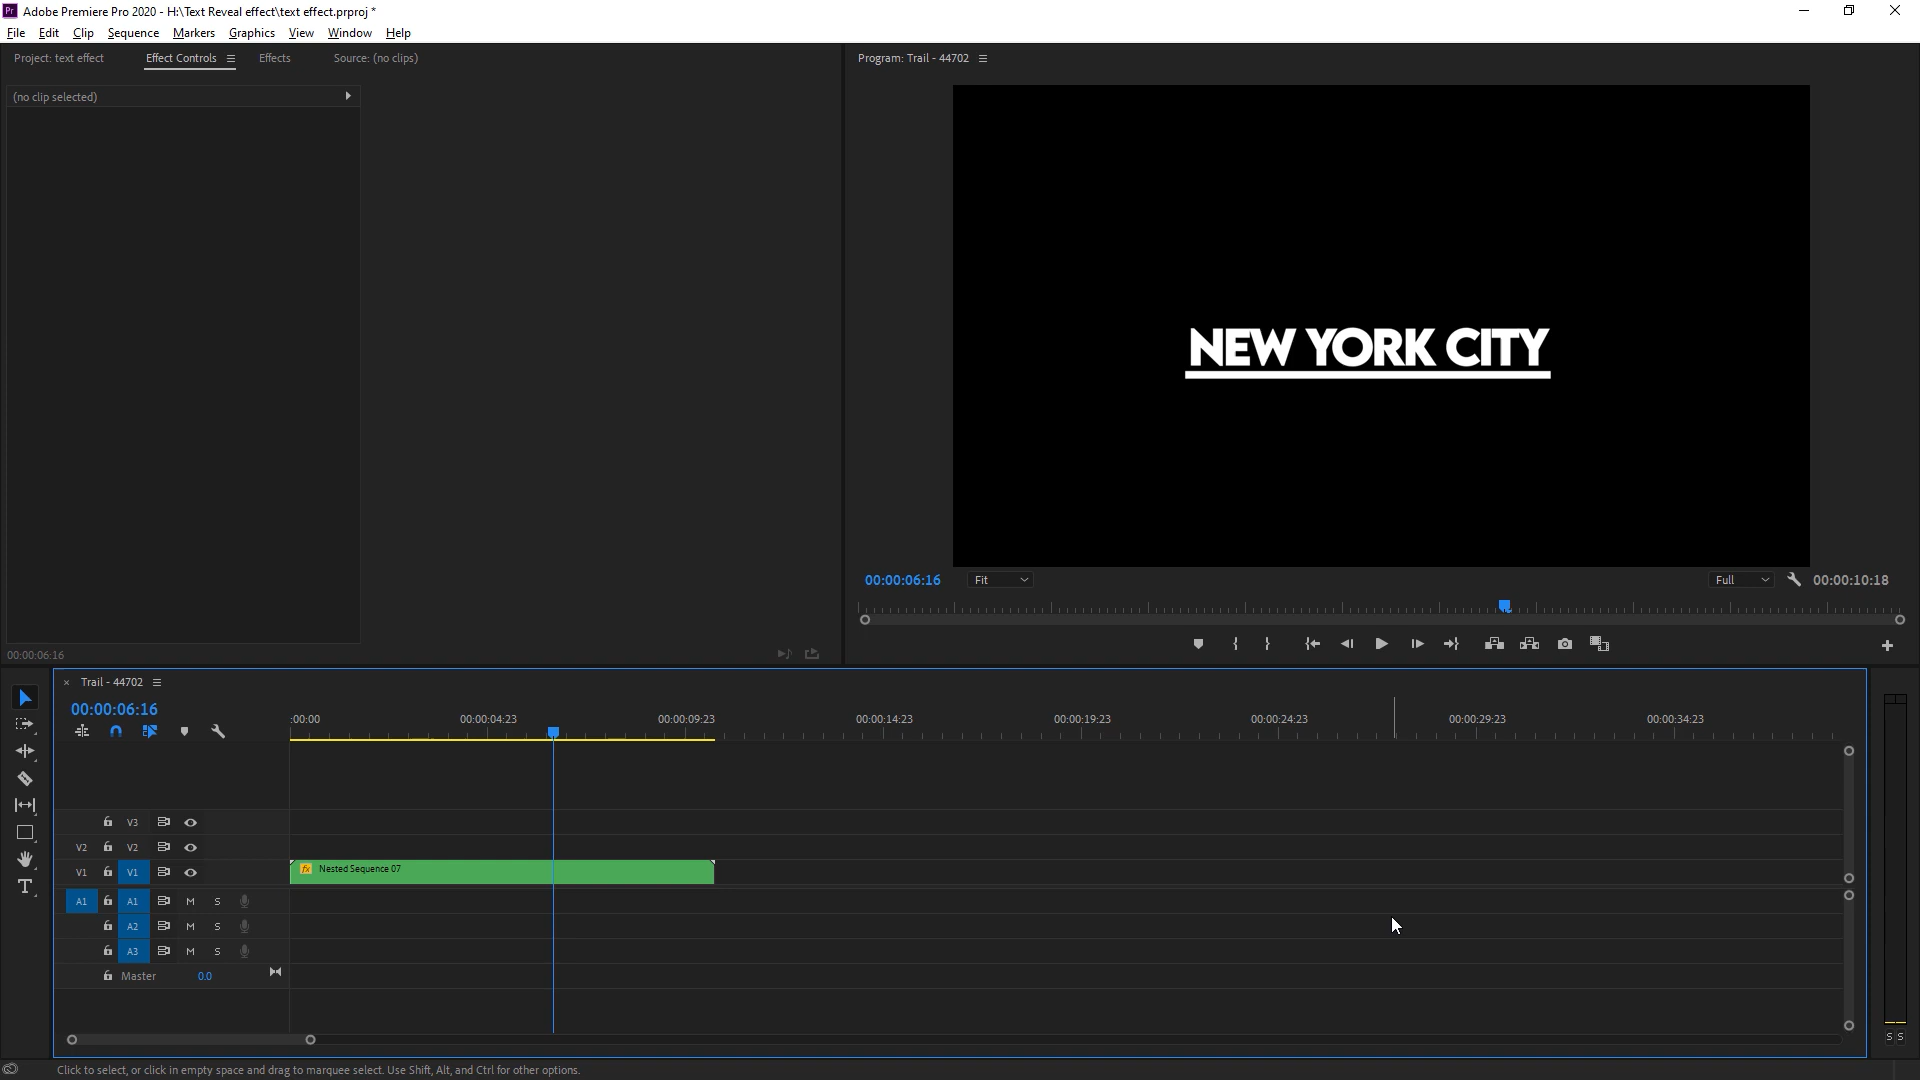 Pr Adobe Premiere Pro 2020 - H:\Text Reveal effect\text effect.prproj *
File Edit Clip Sequence Markers Graphics View Window Help
Project: text effect Effect Controls Effects Source: (no clips)
Program: Trail - 44702
(no clip selected)
NEW YORK CITY
00:00:06:16 Fit Full 00:00:10:18
00:00:06:16
Trail - 44702
00:00:06:16
:00:00 00:00:04:23 00:00:09:23 00:00:14:23 00:00:19:23 00:00:24:23 00:00:29:23 00:00:34:23
V3
V2 V2
V1 V1 fx Nested Sequence 07
A1 A1 M S
A2 M S
A3 M S
Master 0.0
S S
Click to select, or click in empty space and drag to marquee select. Use Shift, Alt, and Ctrl for other options.